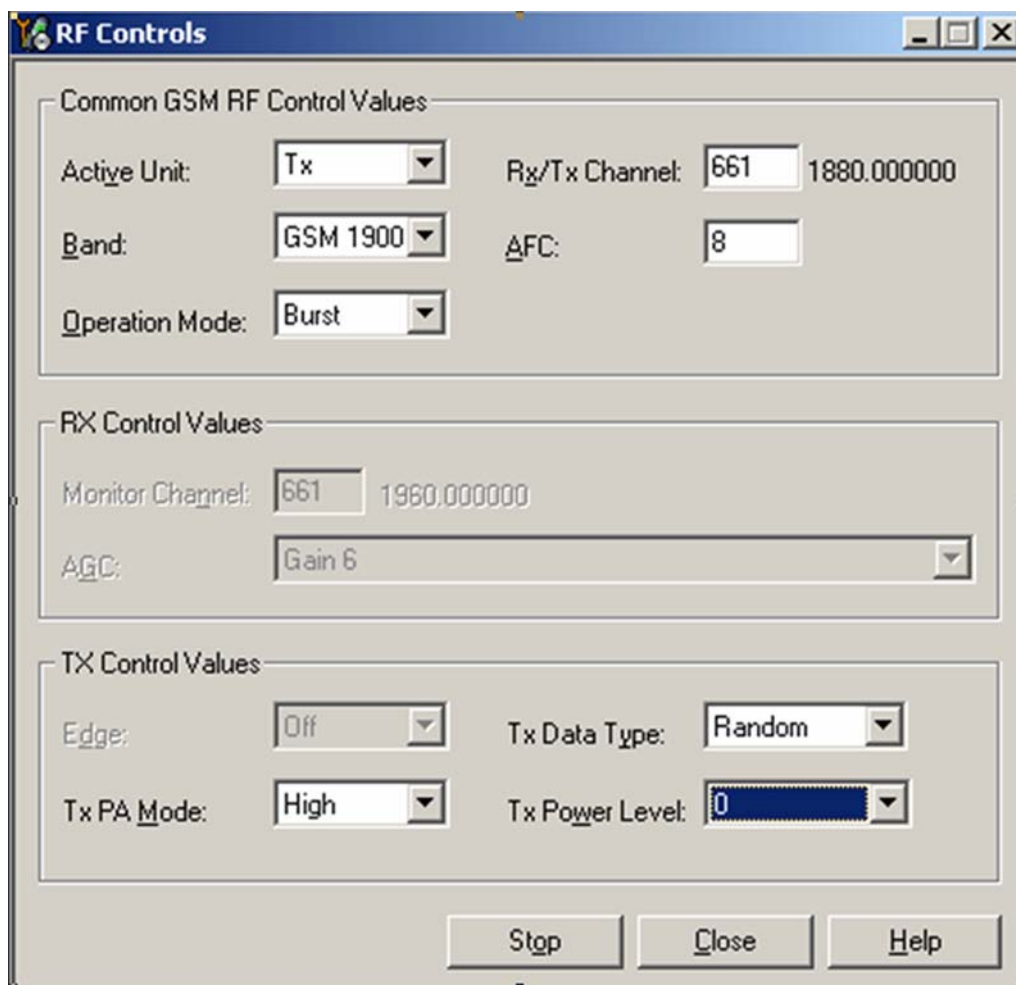 RF Controls
Common GSM RF Control Values
Active Unit: Tx Rx/Tx Channel: 661 1880.000000
Band: GSM 1900 AFC: 8
Operation Mode: Burst
RX Control Values
Monitor Channel: 661 1960.000000
AGC: Gain 6
TX Control Values
Edge: Off Tx Data Type: Random
Tx PA Mode: High Tx Power Level: 0
Stop Close Help